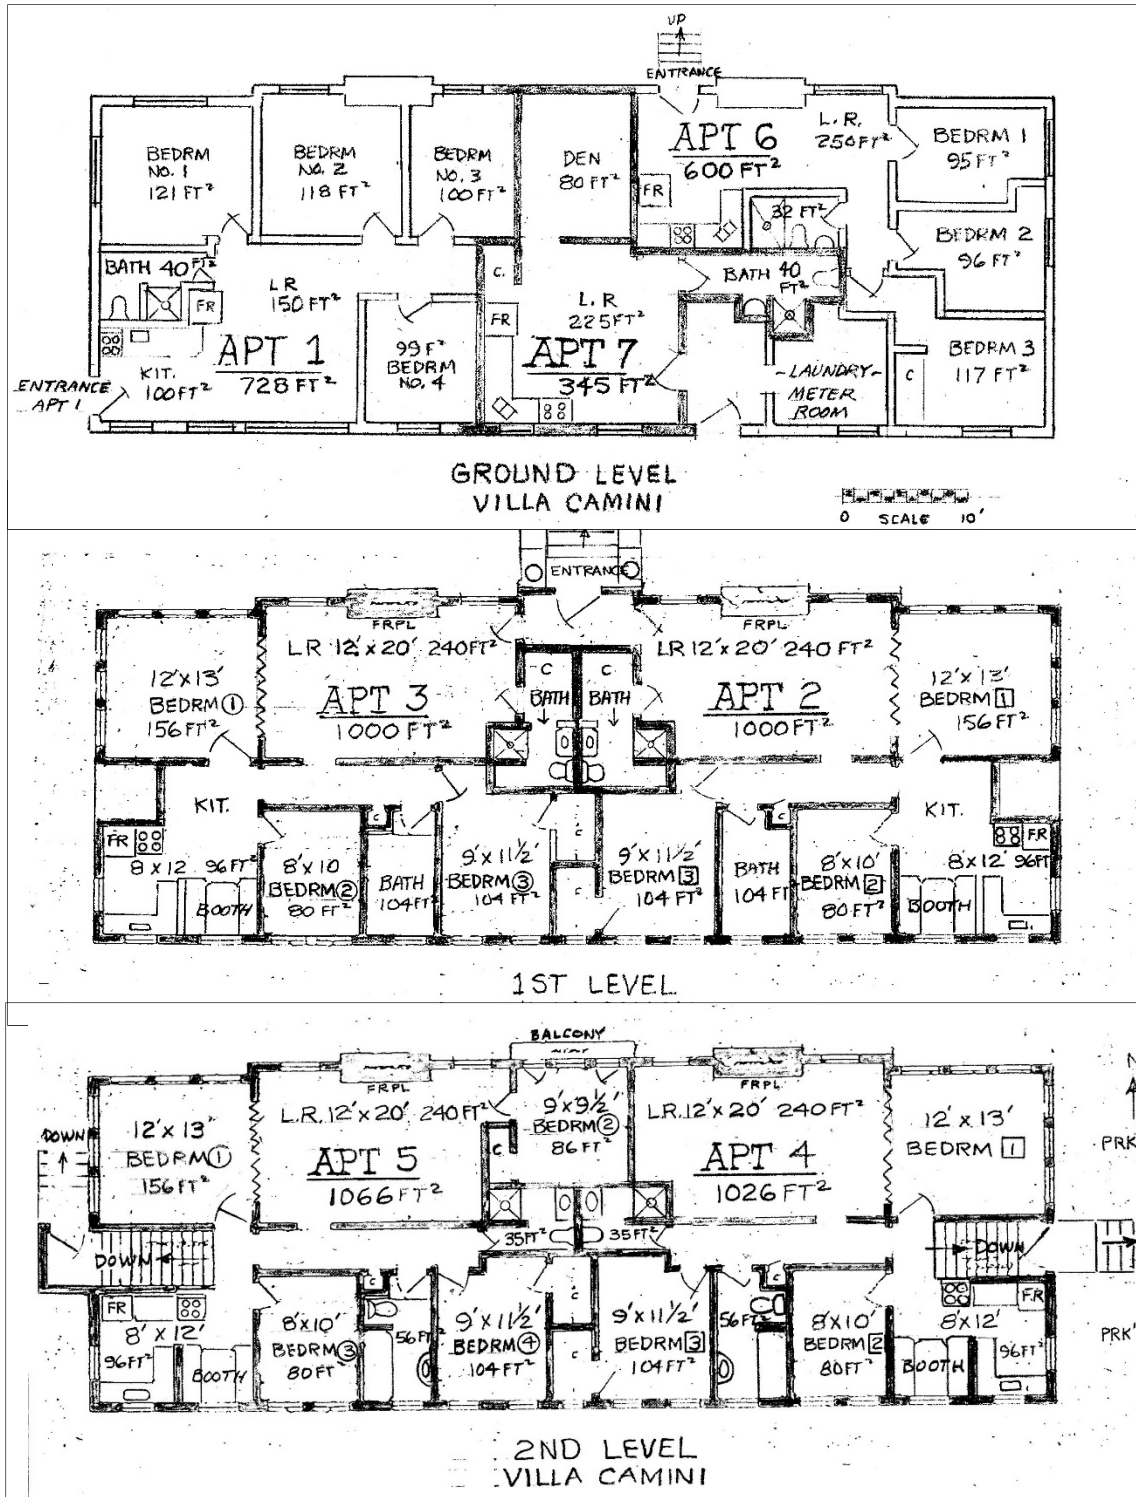 UP
ENTRANCE
BEDRM
NO. 1
121 FT²
BEDRM
NO. 2
118 FT²
BEDRM
NO. 3
100 FT²
DEN
80 FT²
APT 6
600 FT²
L.R.
250 FT²
BEDRM 1
95 FT²
FR
32 FT²
BEDRM 2
96 FT²
BATH 40 FT²
FR
LR
150 FT²
C.
L.R
225 FT²
BATH 40
FT²
FR
APT 1
728 FT²
KIT.
100 FT²
ENTRANCE
APT 1
99 F²
BEDRM
NO. 4
APT 7
345 FT²
-LAUNDRY-
METER
ROOM
C
BEDRM 3
117 FT²
GROUND LEVEL
VILLA CAMINI
0 SCALE 10'
ENTRANCE
FRPL
FRPL
LR 12' x 20' 240 FT²
LR 12' x 20' 240 FT²
12' x 13'
BEDRM 1
156 FT²
APT 3
1000 FT²
C
BATH
C
BATH
APT 2
1000 FT²
12' x 13'
BEDRM 1
156 FT²
KIT.
KIT.
FR
8 x 12 96 FT²
BOOTH
8' x 10
BEDRM 2
80 FT²
C
BATH
104 FT²
9' x 11 1/2'
BEDRM 3
104 FT²
C
C
9' x 11 1/2'
BEDRM 3
104 FT²
BATH
104 FT²
C
8' x 10'
BEDRM 2
80 FT²
FR
8' x 12' 96 FT
BOOTH
1ST LEVEL
BALCONY
FRPL
FRPL
L.R. 12' x 20' 240 FT²
9' x 9 1/2'
BEDRM 2
86 FT²
L.R. 12' x 20' 240 FT²
12' x 13'
BEDRM 1
156 FT²
DOWN
APT 5
1066 FT²
C
APT 4
1026 FT²
12' x 13'
BEDRM 1
N
PRK
35 FT²
35 FT²
DOWN
DOWN
FR
8' x 12'
96 FT²
BOOTH
8' x 10'
BEDRM 3
80 FT²
C
56 FT²
9' x 11 1/2'
BEDRM 4
104 FT²
C
C
9' x 11 1/2'
BEDRM 3
104 FT²
56 FT²
C
8' x 10'
BEDRM 2
80 FT²
FR
8' x 12'
96 FT²
BOOTH
PRK'
2ND LEVEL
VILLA CAMINI